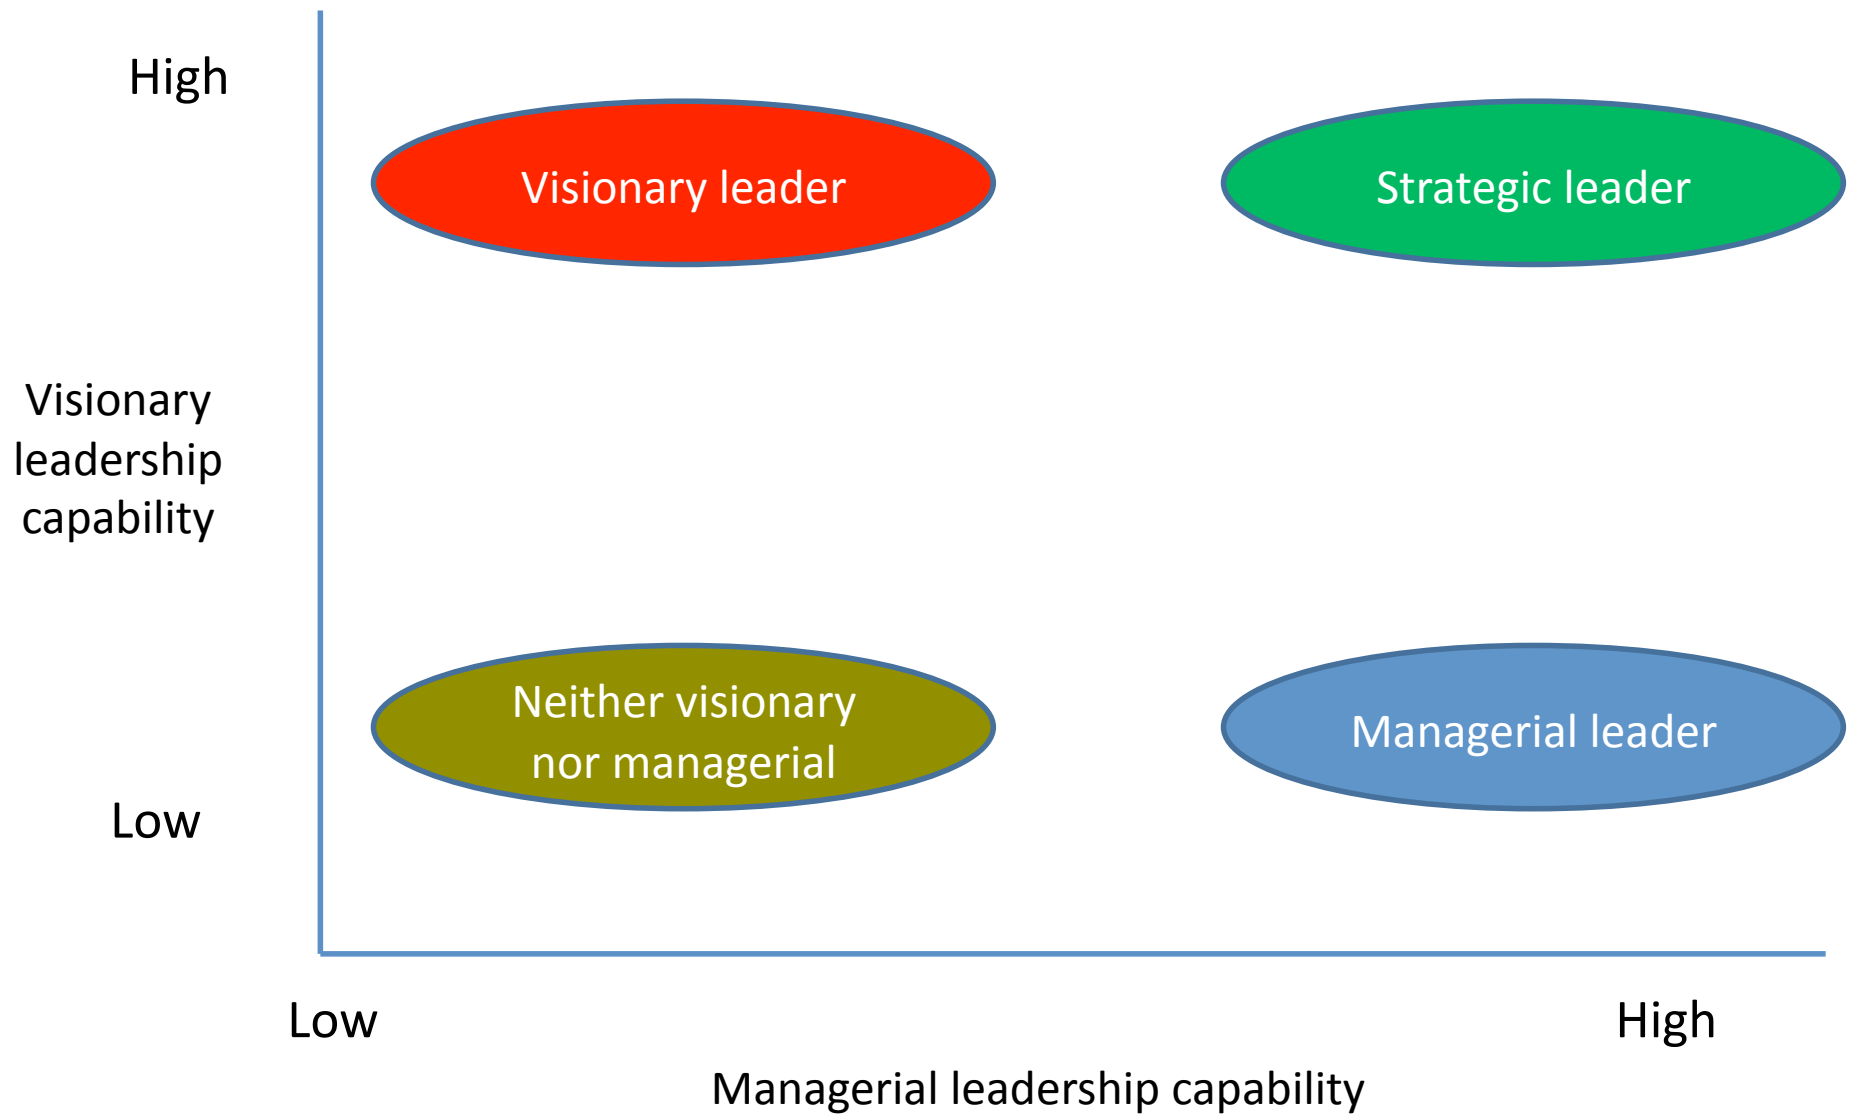 High
Visionary leader
Strategic leader
Visionary
leadership
capability
Neither visionary
nor managerial
Managerial leader
Low
Low
High
Managerial leadership capability